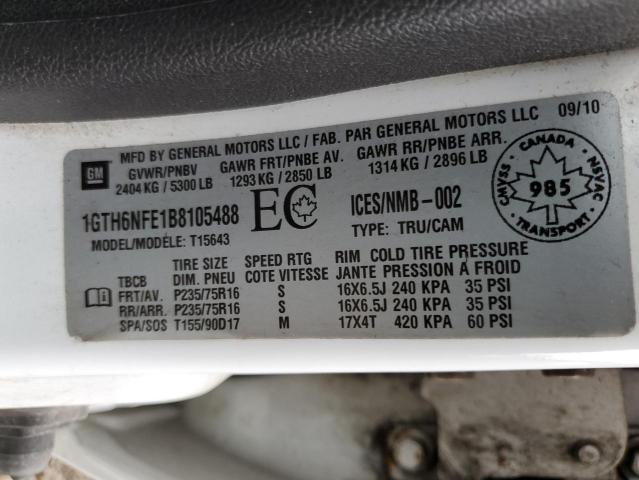 MFD BY GENERAL MOTORS LLC / FAB. PAR GENERAL MOTORS LLC 09/10
GM
GVWR/PNBV GAWR FRT/PNBE AV. GAWR RR/PNBE ARR.
2404 KG / 5300 LB 1293 KG / 2850 LB 1314 KG / 2896 LB
1GTH6NFE1B8105488 EC ICES/NMB-002
MODEL/MODÈLE: T15643 TYPE: TRU/CAM
CANADA
CMVSS NSVAC
985
TRANSPORT
TIRE SIZE SPEED RTG RIM COLD TIRE PRESSURE
TBCB DIM. PNEU COTE VITESSE JANTE PRESSION À FROID
FRT/AV. P235/75R16 S 16X6.5J 240 KPA 35 PSI
RR/ARR. P235/75R16 S 16X6.5J 240 KPA 35 PSI
SPA/SOS T155/90D17 M 17X4T 420 KPA 60 PSI